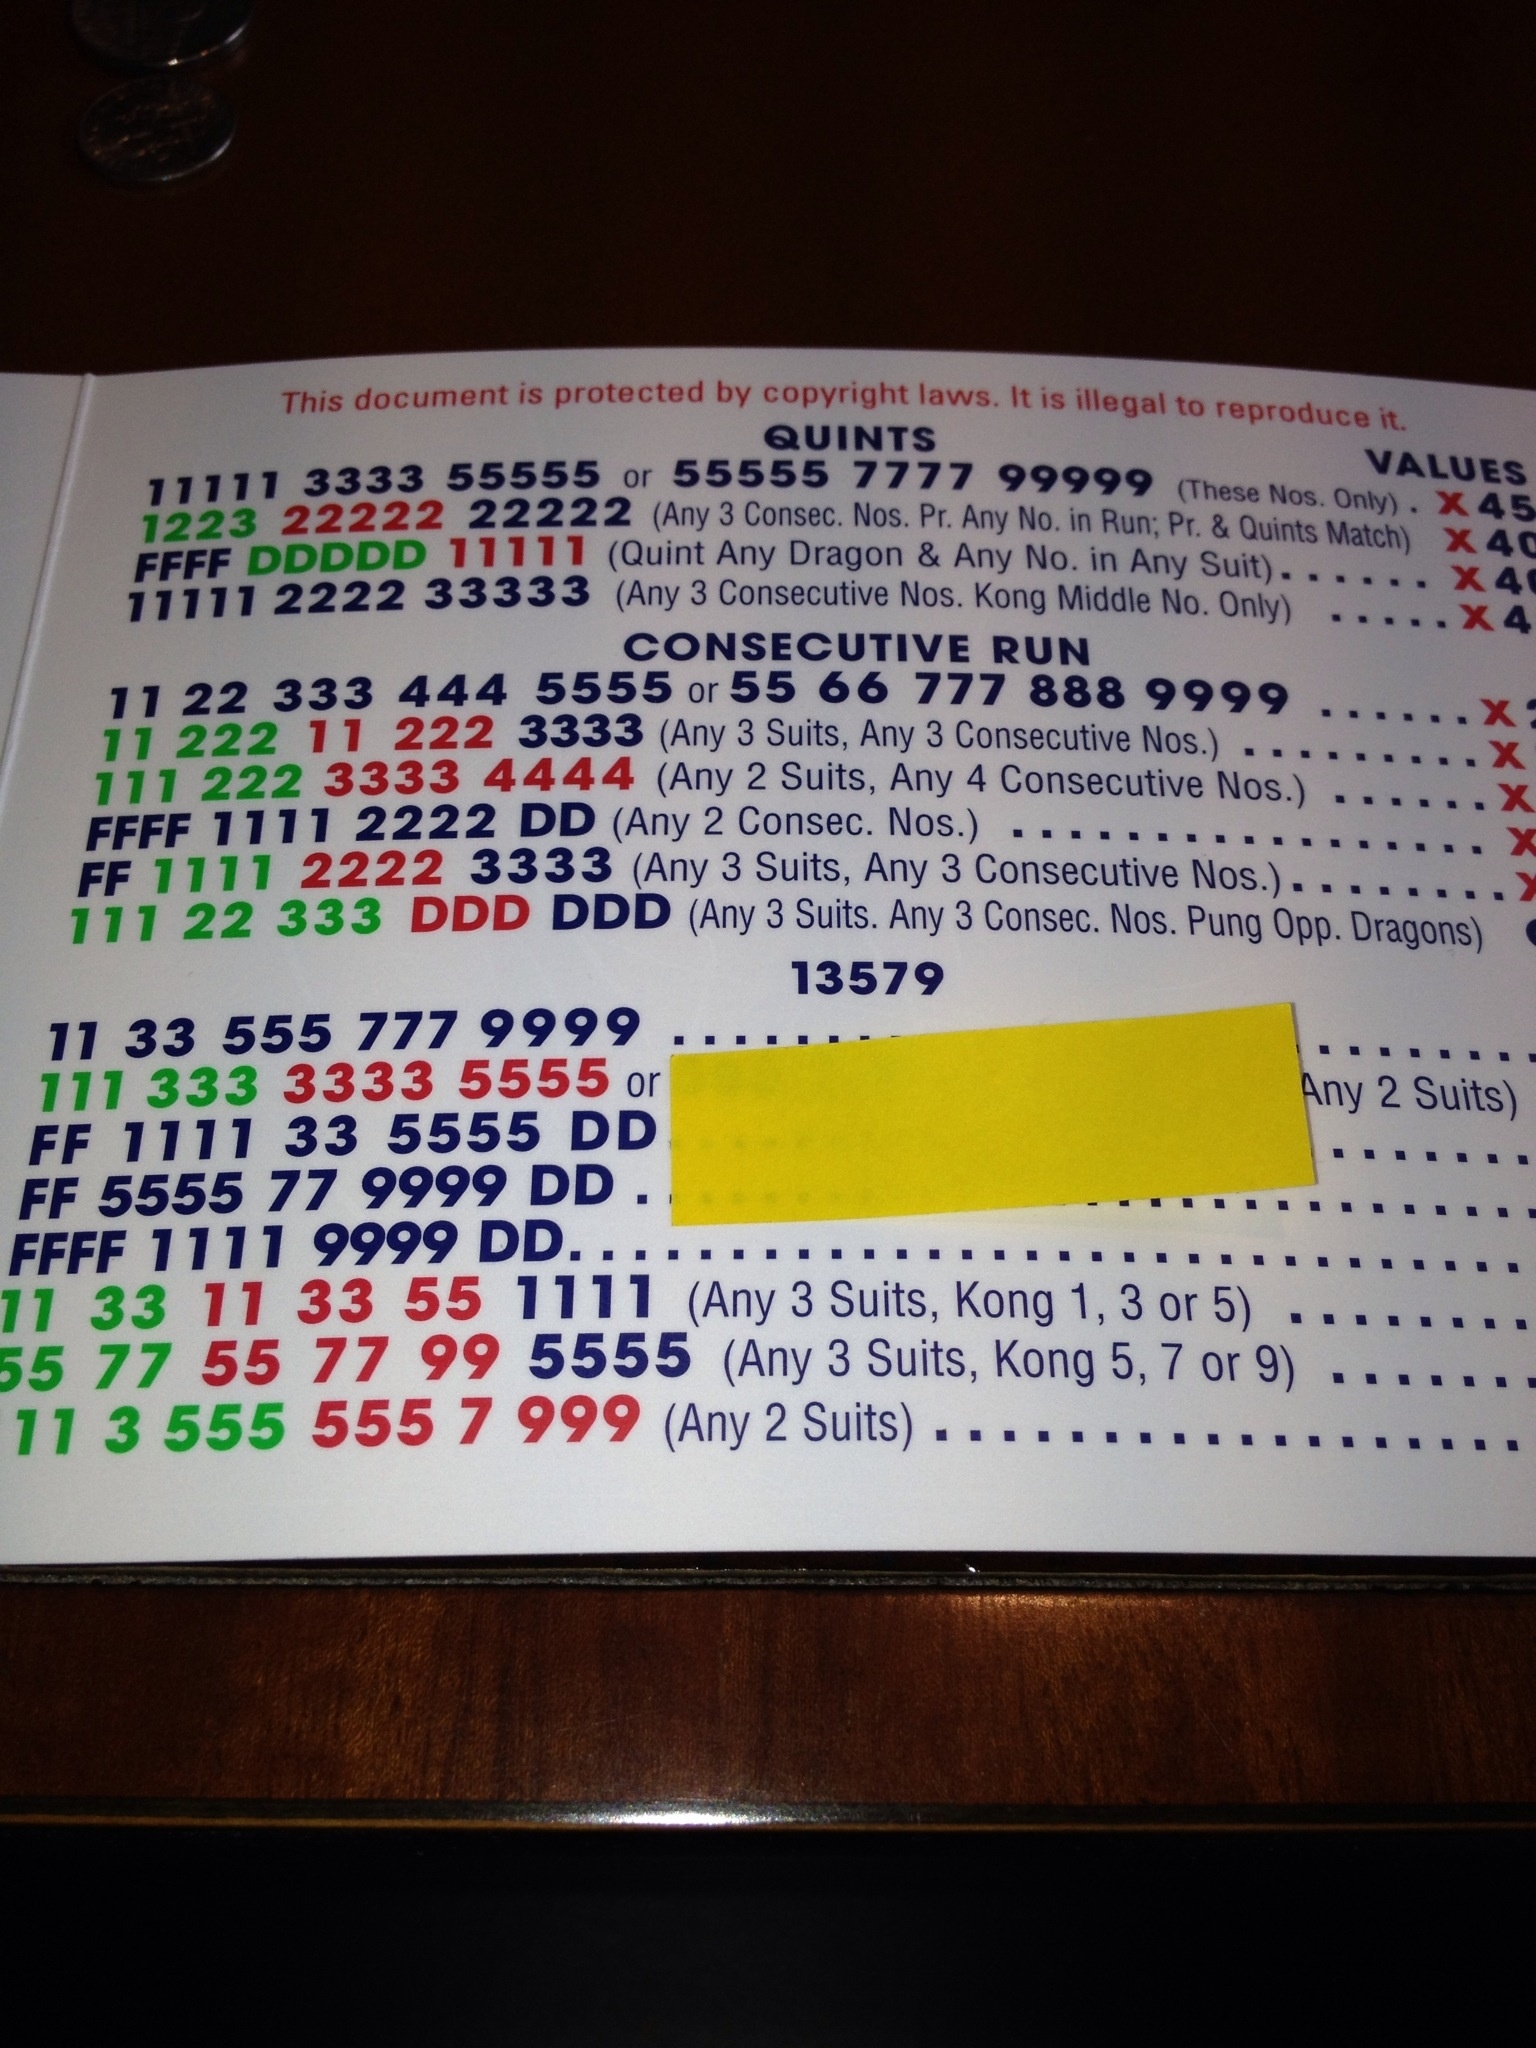 This document is protected by copyright laws. It is illegal to reproduce it.
QUINTS
VALUES
11111 3333 55555 or 55555 7777 99999 (These Nos. Only) . X 45
1223 22222 22222 (Any 3 Consec. Nos. Pr. Any No. in Run; Pr. & Quints Match) X 40
FFFF DDDDD 11111 (Quint Any Dragon & Any No. in Any Suit). . . . . . . X 40
11111 2222 33333 (Any 3 Consecutive Nos. Kong Middle No. Only) . . . . . X 4
CONSECUTIVE RUN
11 22 333 444 5555 or 55 66 777 888 9999 . . . . . . X
11 222 11 222 3333 (Any 3 Suits, Any 3 Consecutive Nos.) . . . . . . . . . X
111 222 3333 4444 (Any 2 Suits, Any 4 Consecutive Nos.) . . . . . . X
FFFF 1111 2222 DD (Any 2 Consec. Nos.) . . . . . . . . . . . . . . . . . X
FF 1111 2222 3333 (Any 3 Suits, Any 3 Consecutive Nos.) . . . . . . . . X
111 22 333 DDD DDD (Any 3 Suits. Any 3 Consec. Nos. Pung Opp. Dragons)
13579
11 33 555 777 9999 . . . . . . . . . . . .
111 333 3333 5555 or Any 2 Suits)
FF 1111 33 5555 DD . . . . . .
FF 5555 77 9999 DD . . . . . . . . . . . . . .
FFFF 1111 9999 DD. . . . . . . . . . . . . . . . . . . . . . . . . .
11 33 11 33 55 1111 (Any 3 Suits, Kong 1, 3 or 5) . . . . . . .
55 77 55 77 99 5555 (Any 3 Suits, Kong 5, 7 or 9) . . . . . .
11 3 555 555 7 999 (Any 2 Suits) . . . . . . . . . . . . . . . . .